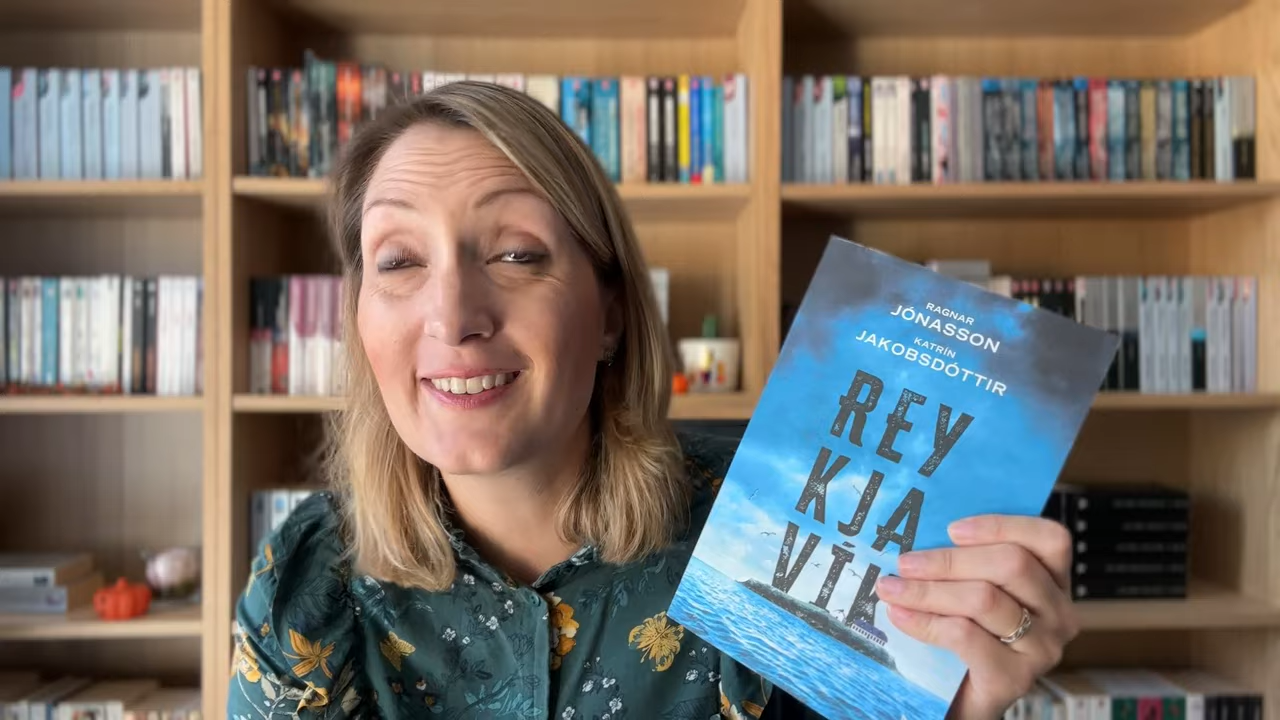 RAGNAR
JÓNASSON
KATRÍN
JAKOBSDÓTTIR
REY
KJA
VÍK